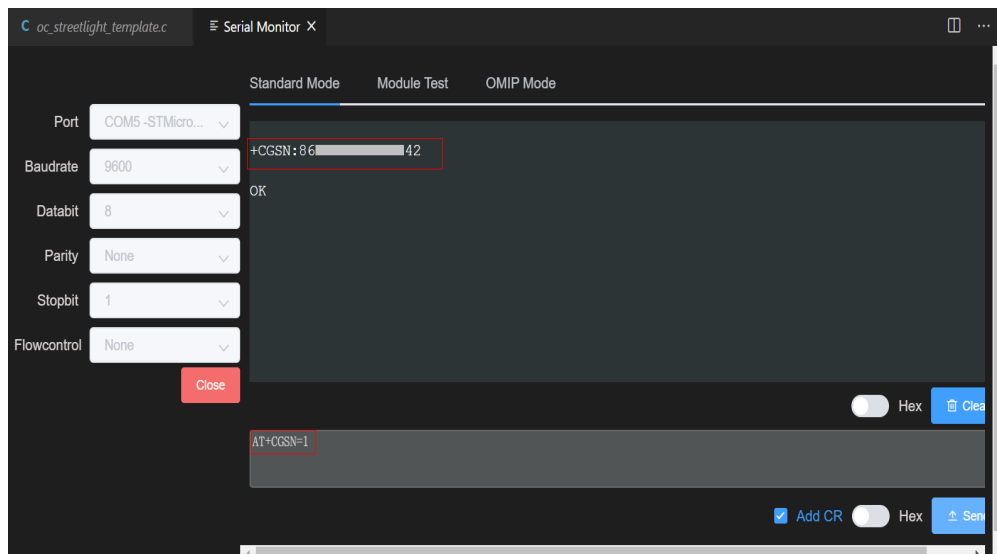 C oc_streetlight_template.c
Serial Monitor X
Standard Mode
Module Test
OMIP Mode
Port
COM5 -STMicro...
Baudrate
9600
Databit
8
Parity
None
Stopbit
1
Flowcontrol
None
Close
+CGSN:86 42
OK
Hex
Clea
AT+CGSN=1
Add CR
Hex
Send